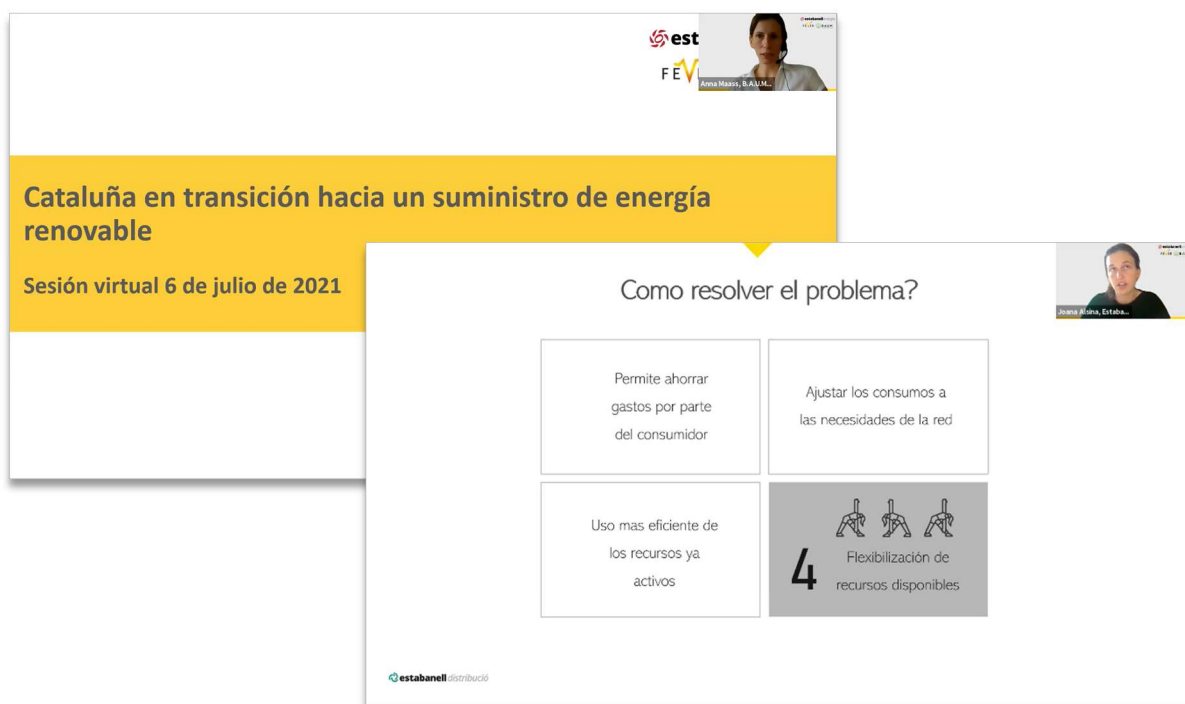 est
FEV
Anna Maass, B.A.U.M...
Cataluña en transición hacia un suministro de energía
renovable
Sesión virtual 6 de julio de 2021
Como resolver el problema?
Joana Alsina, Estaba...
Permite ahorrar
gastos por parte
del consumidor
Ajustar los consumos a
las necesidades de la red
Uso mas eficiente de
los recursos ya
activos
4
Flexibilización de
recursos disponibles
estabanell distribució